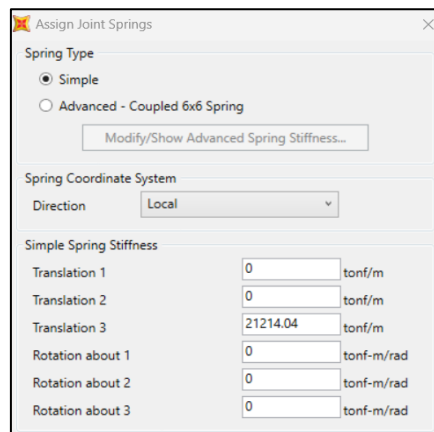 Assign Joint Springs
Spring Type
Simple
Advanced - Coupled 6x6 Spring
Modify/Show Advanced Spring Stiffness...
Spring Coordinate System
Direction Local
Simple Spring Stiffness
Translation 1 0 tonf/m
Translation 2 0 tonf/m
Translation 3 21214.04 tonf/m
Rotation about 1 0 tonf-m/rad
Rotation about 2 0 tonf-m/rad
Rotation about 3 0 tonf-m/rad